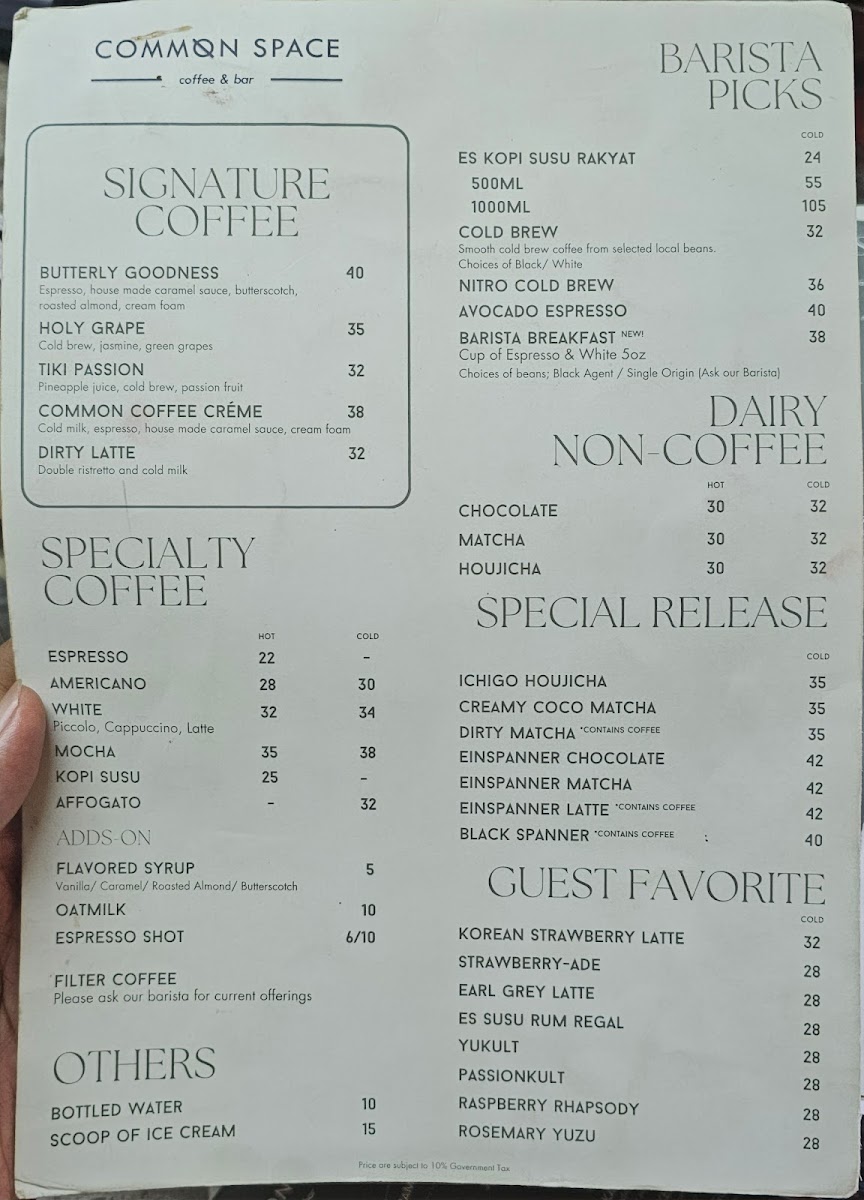 COMMON SPACE
coffee & bar
SIGNATURE
COFFEE
BUTTERLY GOODNESS 40
Espresso, house made caramel sauce, butterscotch,
roasted almond, cream foam
HOLY GRAPE 35
Cold brew, jasmine, green grapes
TIKI PASSION 32
Pineapple juice, cold brew, passion fruit
COMMON COFFEE CRÉME 38
Cold milk, espresso, house made caramel sauce, cream foam
DIRTY LATTE 32
Double ristretto and cold milk
SPECIALTY
COFFEE
HOT COLD
ESPRESSO 22 -
AMERICANO 28 30
WHITE 32 34
Piccolo, Cappuccino, Latte
MOCHA 35 38
KOPI SUSU 25 -
AFFOGATO - 32
ADDS-ON
FLAVORED SYRUP 5
Vanilla/ Caramel/ Roasted Almond/ Butterscotch
OATMILK 10
ESPRESSO SHOT 6/10
FILTER COFFEE
Please ask our barista for current offerings
OTHERS
BOTTLED WATER 10
SCOOP OF ICE CREAM 15
BARISTA
PICKS
COLD
ES KOPI SUSU RAKYAT 24
500ML 55
1000ML 105
COLD BREW 32
Smooth cold brew coffee from selected local beans.
Choices of Black/ White
NITRO COLD BREW 36
AVOCADO ESPRESSO 40
BARISTA BREAKFAST NEW! 38
Cup of Espresso & White 5oz
Choices of beans; Black Agent / Single Origin (Ask our Barista)
DAIRY
NON-COFFEE
HOT COLD
CHOCOLATE 30 32
MATCHA 30 32
HOUJICHA 30 32
SPECIAL RELEASE
COLD
ICHIGO HOUJICHA 35
CREAMY COCO MATCHA 35
DIRTY MATCHA *CONTAINS COFFEE 35
EINSPANNER CHOCOLATE 42
EINSPANNER MATCHA 42
EINSPANNER LATTE *CONTAINS COFFEE 42
BLACK SPANNER *CONTAINS COFFEE 40
GUEST FAVORITE
COLD
KOREAN STRAWBERRY LATTE 32
STRAWBERRY-ADE 28
EARL GREY LATTE 28
ES SUSU RUM REGAL 28
YUKULT 28
PASSIONKULT 28
RASPBERRY RHAPSODY 28
ROSEMARY YUZU 28
Price are subject to 10% Government Tax